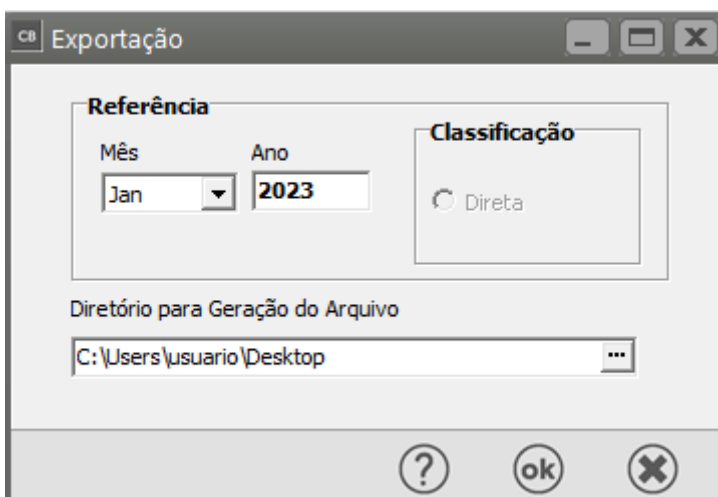 CB Exportação
Referência
Classificação
Mês Ano
Jan 2023
Direta
Diretório para Geração do Arquivo
C:\Users\usuario\Desktop ...
? ok